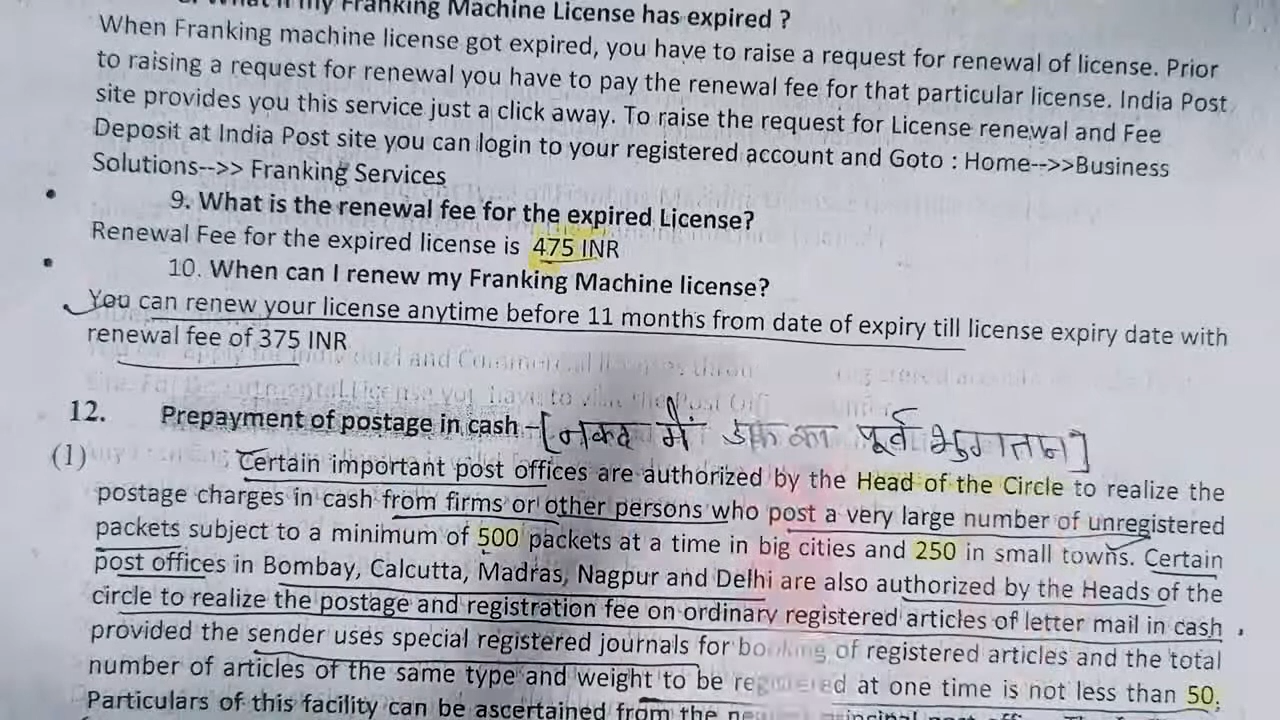 What if my Franking Machine License has expired ?
When Franking machine license got expired, you have to raise a request for renewal of license. Prior
to raising a request for renewal you have to pay the renewal fee for that particular license. India Post
site provides you this service just a click away. To raise the request for License renewal and Fee
Deposit at India Post site you can login to your registered account and Goto : Home-->>Business
Solutions-->> Franking Services
• 9. What is the renewal fee for the expired License?
Renewal Fee for the expired license is 475 INR
• 10. When can I renew my Franking Machine license?
You can renew your license anytime before 11 months from date of expiry till license expiry date with
renewal fee of 375 INR
12. Prepayment of postage in cash -[नकद में डाक का पूर्व भुगतान]
(1) Certain important post offices are authorized by the Head of the Circle to realize the
postage charges in cash from firms or other persons who post a very large number of unregistered
packets subject to a minimum of 500 packets at a time in big cities and 250 in small towns. Certain
post offices in Bombay, Calcutta, Madras, Nagpur and Delhi are also authorized by the Heads of the
circle to realize the postage and registration fee on ordinary registered articles of letter mail in cash
provided the sender uses special registered journals for booking of registered articles and the total
number of articles of the same type and weight to be registered at one time is not less than 50.
Particulars of this facility can be ascertained from the